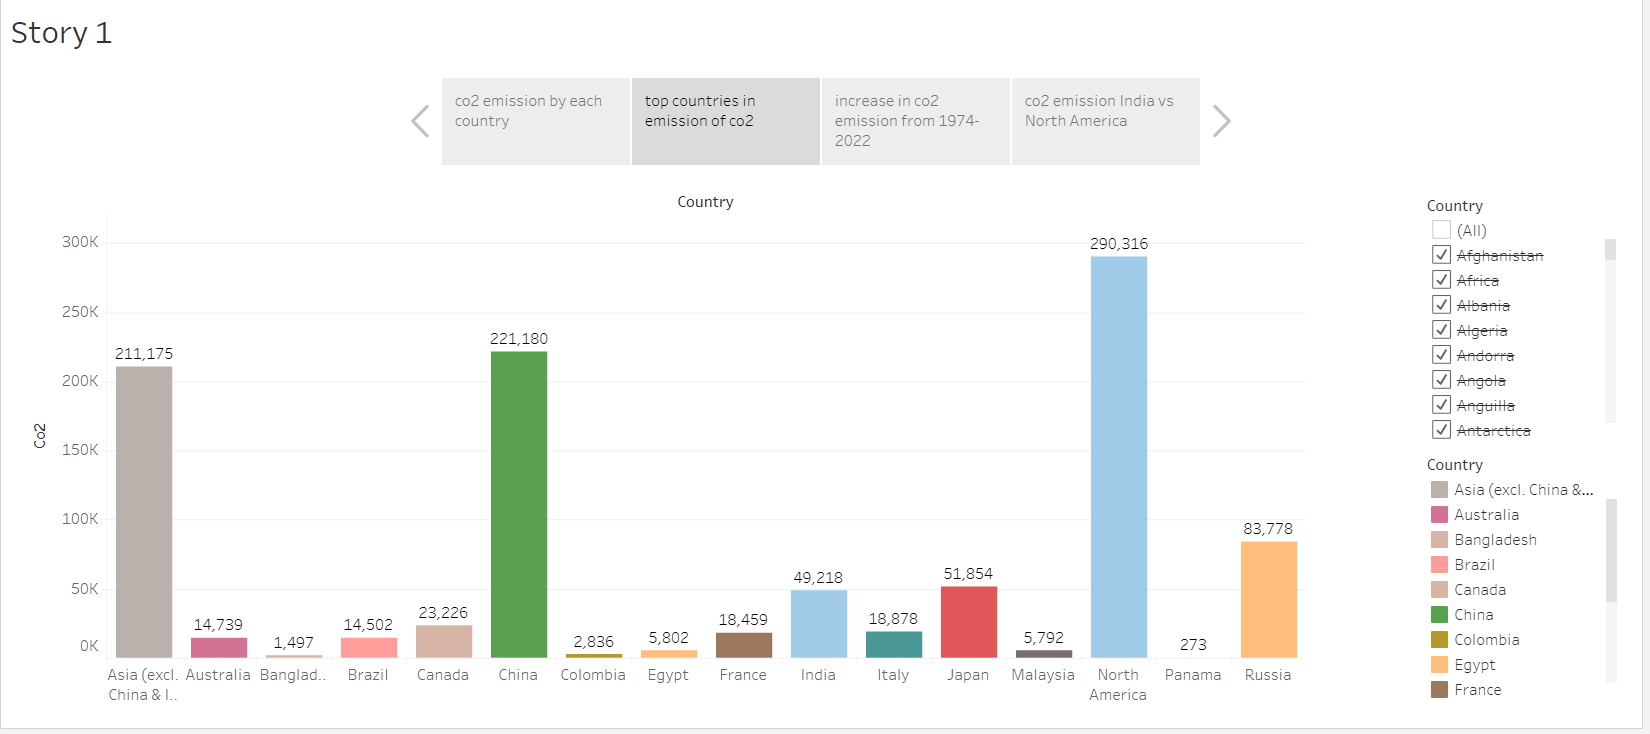 Story 1
co2 emission by each
country
top countries in
emission of co2
increase in co2
emission from 1974-
2022
co2 emission India vs
North America
Country
300K
250K
200K
150K
100K
50K
0K
Co2
211,175
14,739
1,497
14,502
23,226
221,180
2,836
5,802
18,459
49,218
18,878
51,854
5,792
290,316
273
83,778
Asia (excl.
China & I..
Australia
Banglad..
Brazil
Canada
China
Colombia
Egypt
France
India
Italy
Japan
Malaysia
North
America
Panama
Russia
Country
(All)
Afghanistan
Africa
Albania
Algeria
Andorra
Angola
Anguilla
Antarctica
Country
Asia (excl. China &...
Australia
Bangladesh
Brazil
Canada
China
Colombia
Egypt
France